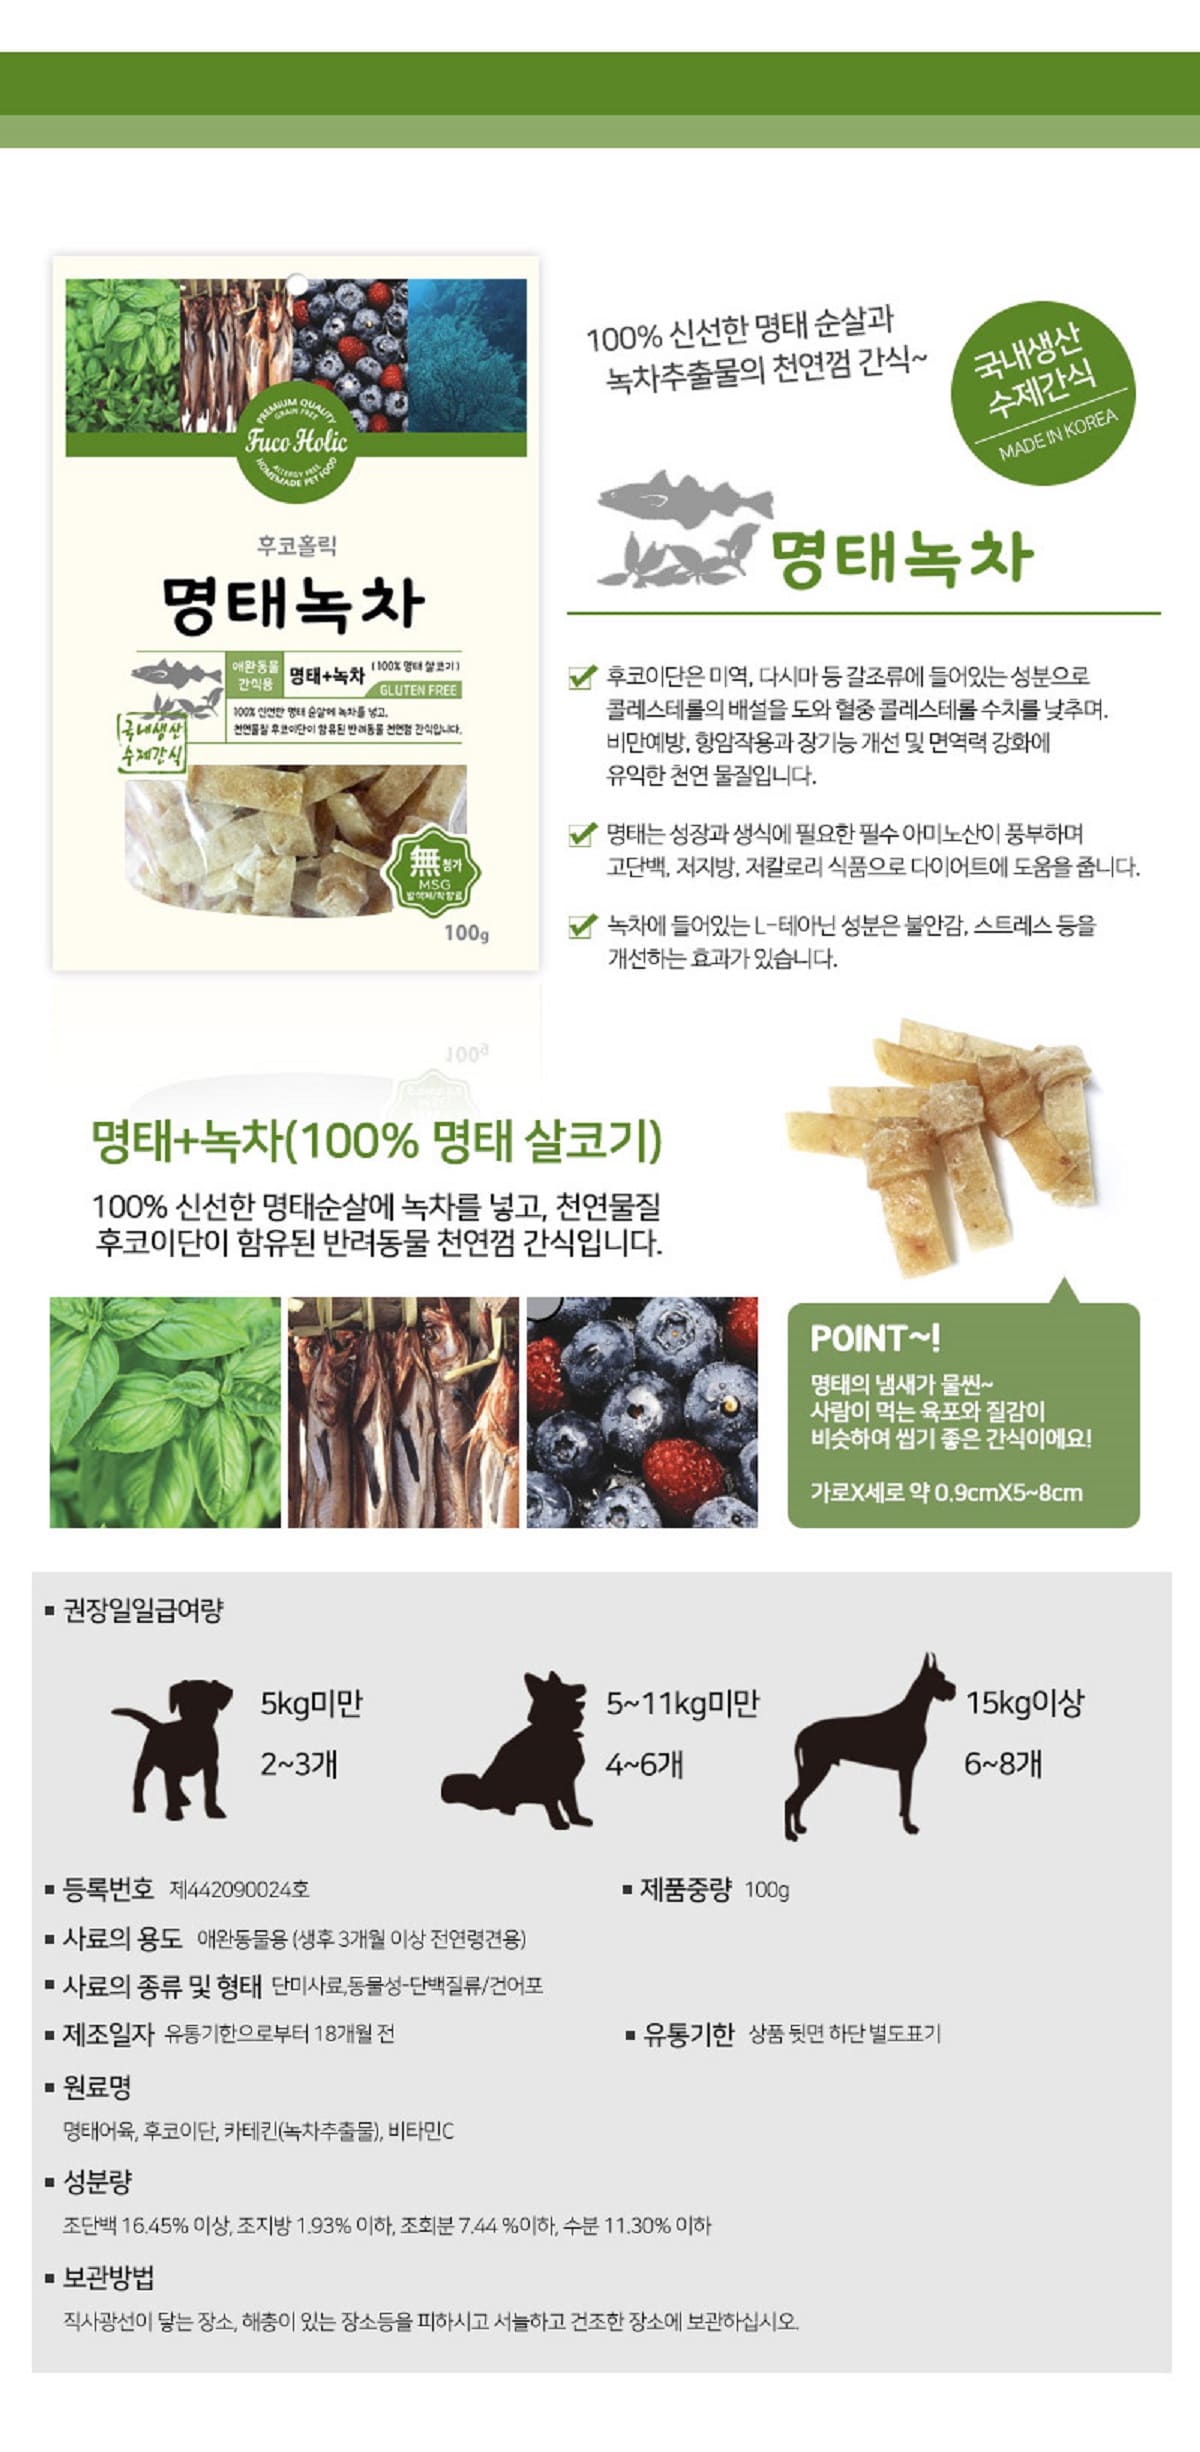 PREMIUM QUALITY
GRAIN FREE
Fuco Holic
ALLERGY FREE
HOMEMADE PET FOOD
후코홀릭
명태녹차
애완동물
간식용
명태+녹차 (100% 명태 살코기)
GLUTEN FREE
100% 신선한 명태 순살에 녹차를 넣고,
천연물질 후코이단이 함유된 반려동물 천연껌 간식입니다.
국내생산
수제간식
無첨가
MSG
100g
100% 신선한 명태 순살과
녹차추출물의 천연껌 간식~
국내생산
수제간식
MADE IN KOREA
명태녹차
후코이단은 미역, 다시마 등 갈조류에 들어있는 성분으로
콜레스테롤의 배설을 도와 혈중 콜레스테롤 수치를 낮추며.
비만예방, 항암작용과 장기능 개선 및 면역력 강화에
유익한 천연 물질입니다.
명태는 성장과 생식에 필요한 필수 아미노산이 풍부하며
고단백, 저지방, 저칼로리 식품으로 다이어트에 도움을 줍니다.
녹차에 들어있는 L-테아닌 성분은 불안감, 스트레스 등을
개선하는 효과가 있습니다.
명태+녹차(100% 명태 살코기)
100% 신선한 명태순살에 녹차를 넣고, 천연물질
후코이단이 함유된 반려동물 천연껌 간식입니다.
POINT~!
명태의 냄새가 물씬~
사람이 먹는 육포와 질감이
비슷하여 씹기 좋은 간식이에요!
가로X세로 약 0.9cmX5~8cm
권장일일급여량
5kg미만
2~3개
5~11kg미만
4~6개
15kg이상
6~8개
등록번호 제442090024호
제품중량 100g
사료의 용도 애완동물용 (생후 3개월 이상 전연령견용)
사료의 종류 및 형태 단미사료,동물성-단백질류/건어포
제조일자 유통기한으로부터 18개월 전
유통기한 상품 뒷면 하단 별도표기
원료명
명태어육, 후코이단, 카테킨(녹차추출물), 비타민C
성분량
조단백 16.45% 이상, 조지방 1.93% 이하, 조회분 7.44 %이하, 수분 11.30% 이하
보관방법
직사광선이 닿는 장소, 해충이 있는 장소등을 피하시고 서늘하고 건조한 장소에 보관하십시오.